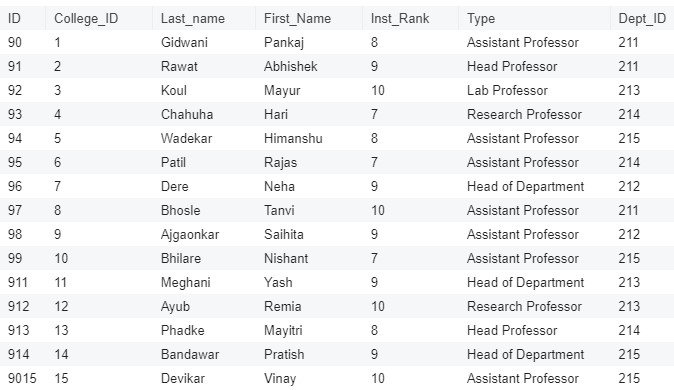 ID College_ID Last_name First_Name Inst_Rank Type Dept_ID
90 1 Gidwani Pankaj 8 Assistant Professor 211
91 2 Rawat Abhishek 9 Head Professor 211
92 3 Koul Mayur 10 Lab Professor 213
93 4 Chahuha Hari 7 Research Professor 214
94 5 Wadekar Himanshu 8 Assistant Professor 215
95 6 Patil Rajas 7 Assistant Professor 214
96 7 Dere Neha 9 Head of Department 212
97 8 Bhosle Tanvi 10 Assistant Professor 211
98 9 Ajgaonkar Saihita 9 Assistant Professor 212
99 10 Bhilare Nishant 7 Assistant Professor 215
911 11 Meghani Yash 9 Head of Department 213
912 12 Ayub Remia 10 Research Professor 213
913 13 Phadke Mayitri 8 Head Professor 214
914 14 Bandawar Pratish 9 Head of Department 215
9015 15 Devikar Vinay 10 Assistant Professor 215